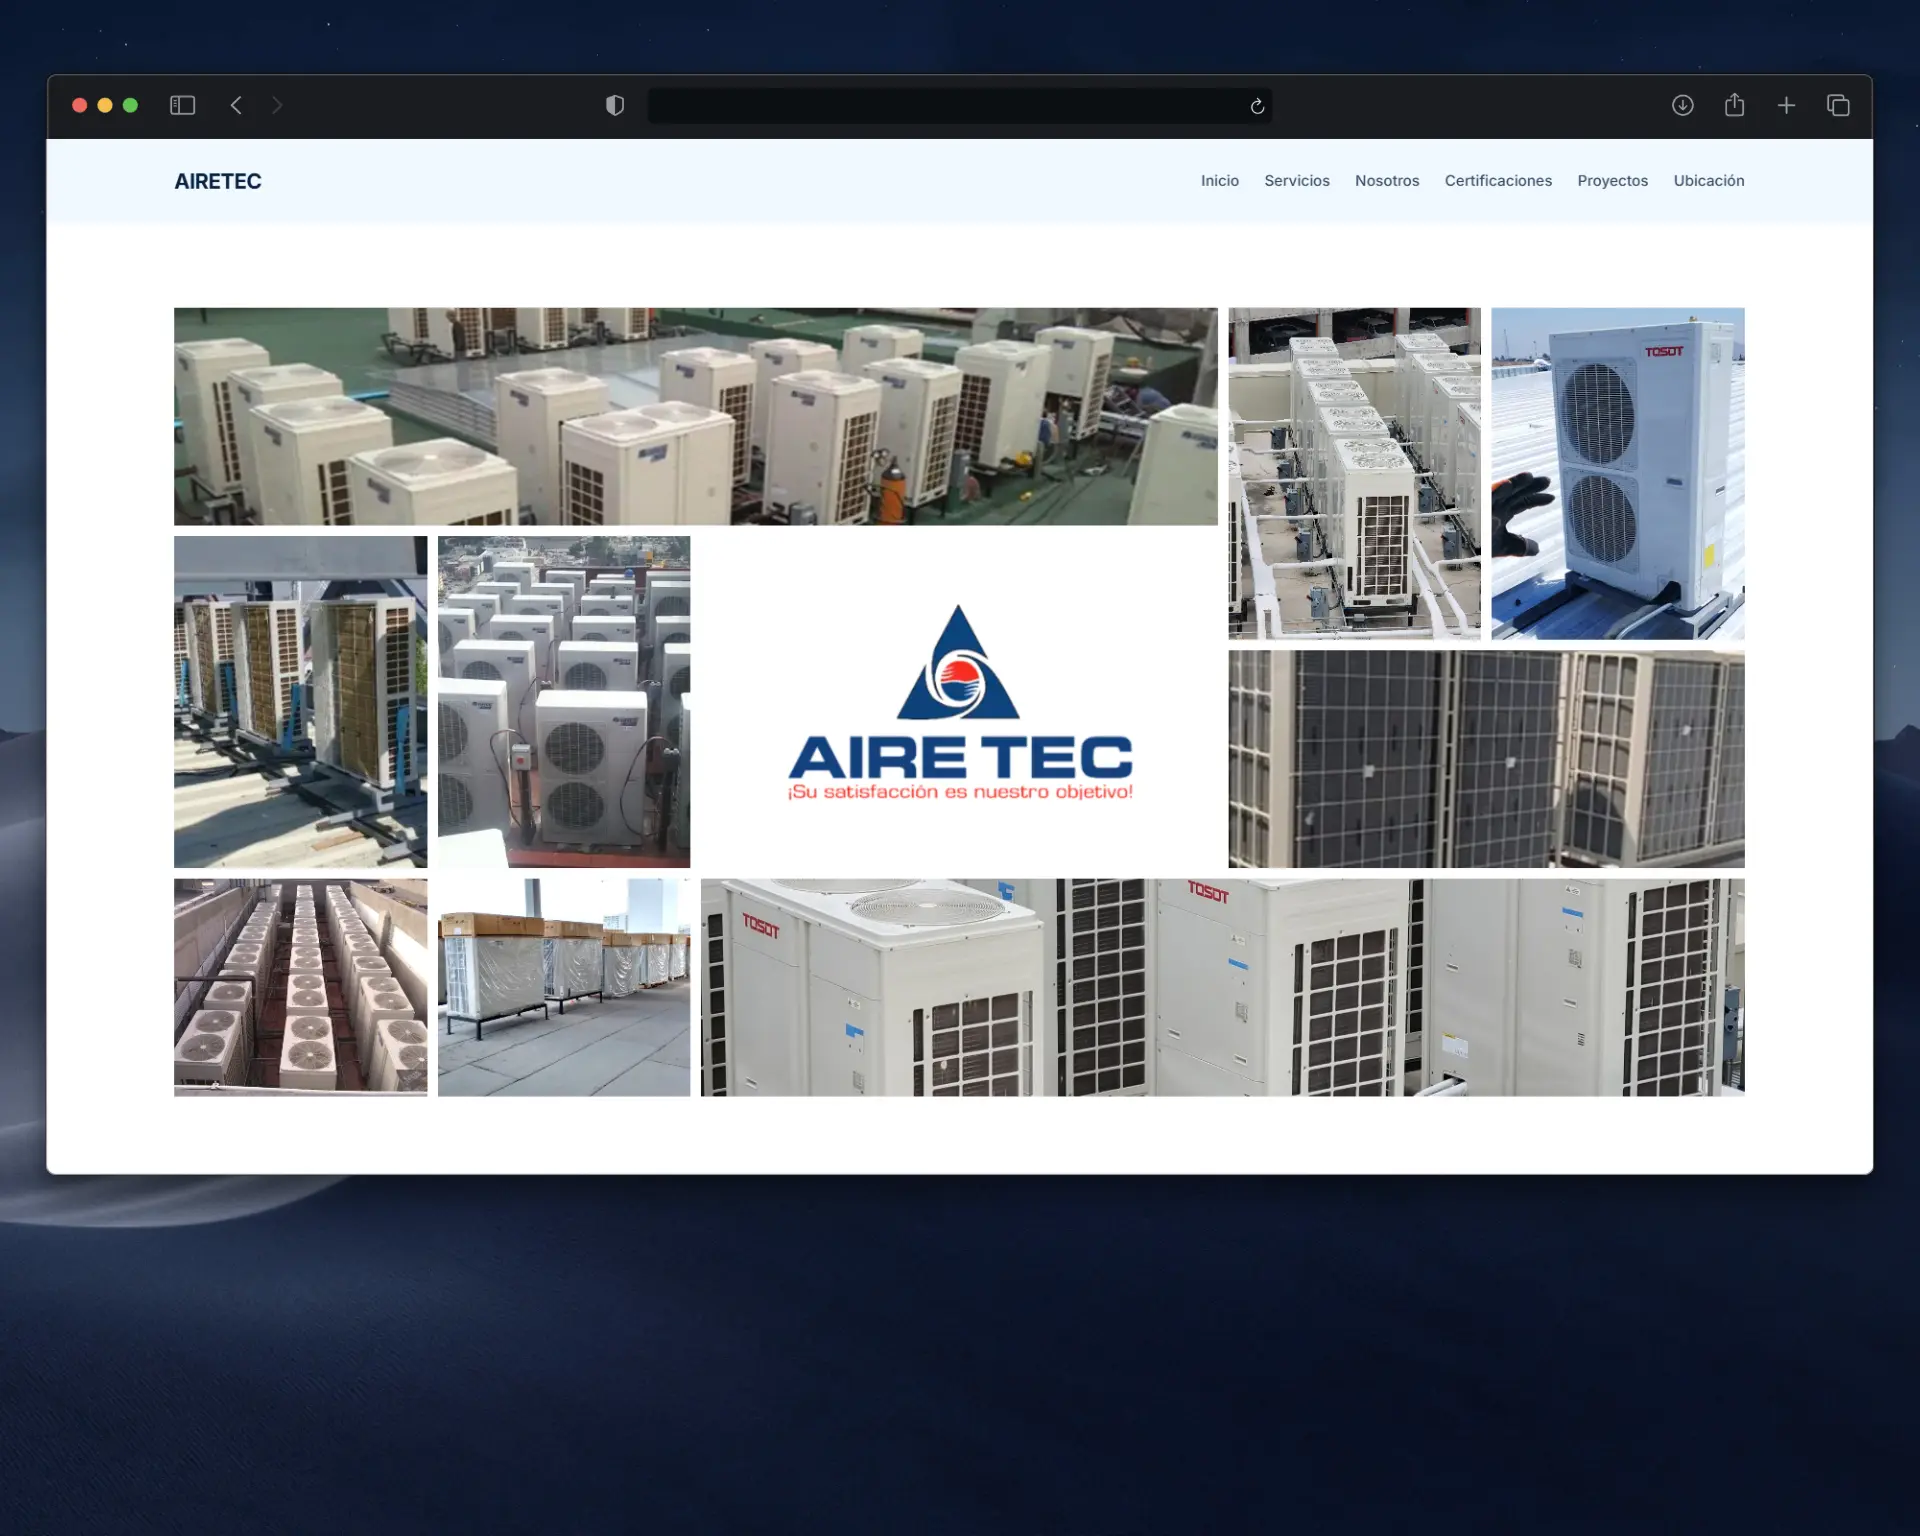 AIRETEC
Inicio Servicios Nosotros Certificaciones Proyectos Ubicación
TOSOT
AIRE TEC
¡Su satisfacción es nuestro objetivo!
TOSOT
TOSOT